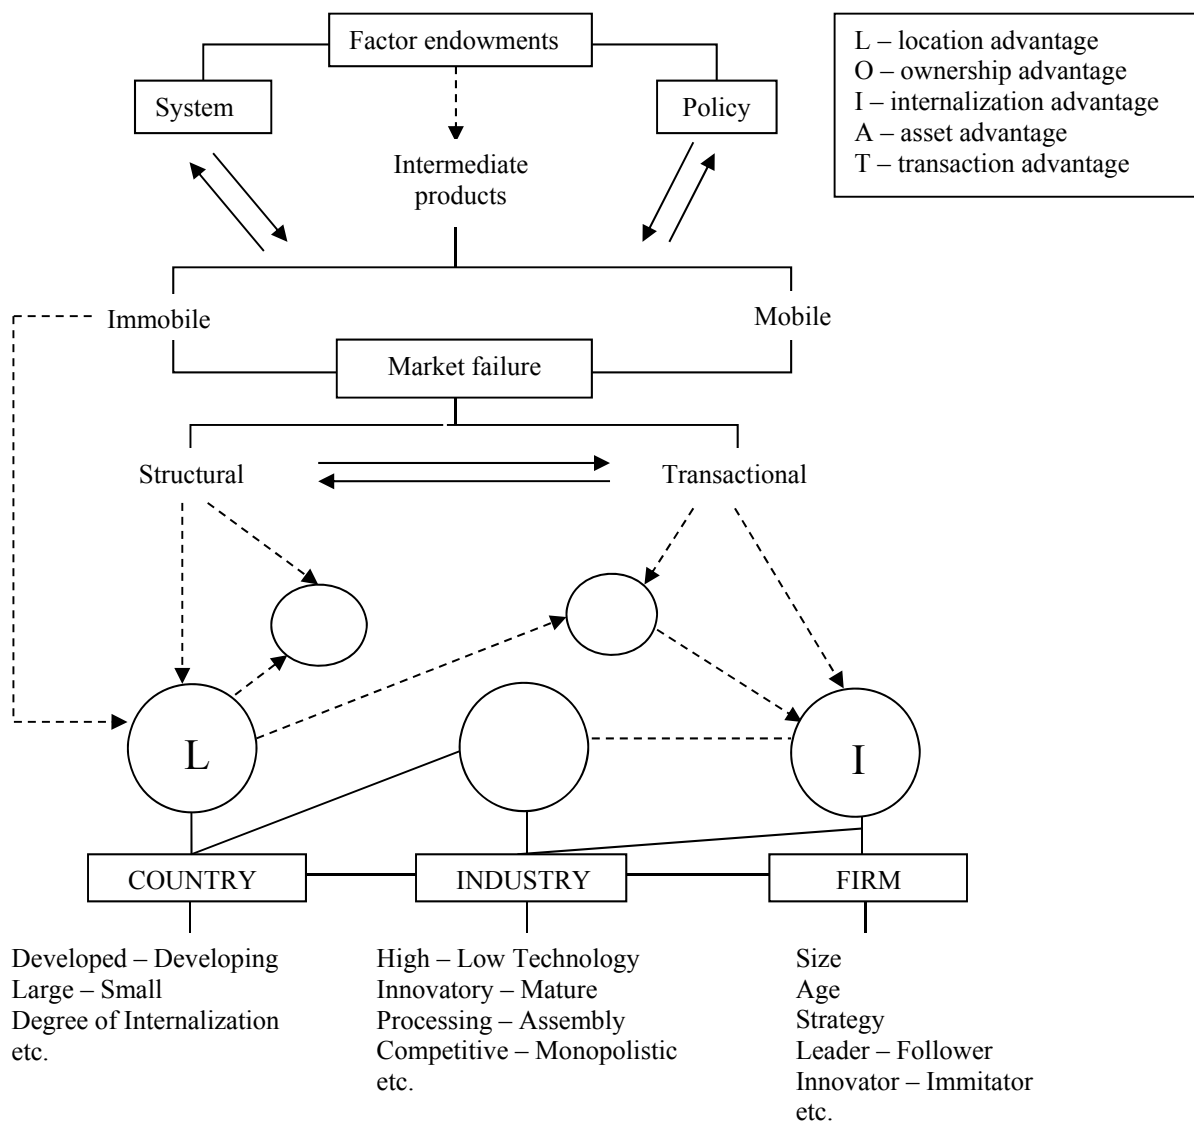 Factor endowments
L – location advantage
O – ownership advantage
I – internalization advantage
A – asset advantage
T – transaction advantage
System
Policy
Intermediate
products
Immobile
Mobile
Market failure
Structural
Transactional
L
I
COUNTRY
INDUSTRY
FIRM
Developed – Developing
Large – Small
Degree of Internalization
etc.
High – Low Technology
Innovatory – Mature
Processing – Assembly
Competitive – Monopolistic
etc.
Size
Age
Strategy
Leader – Follower
Innovator – Immitator
etc.